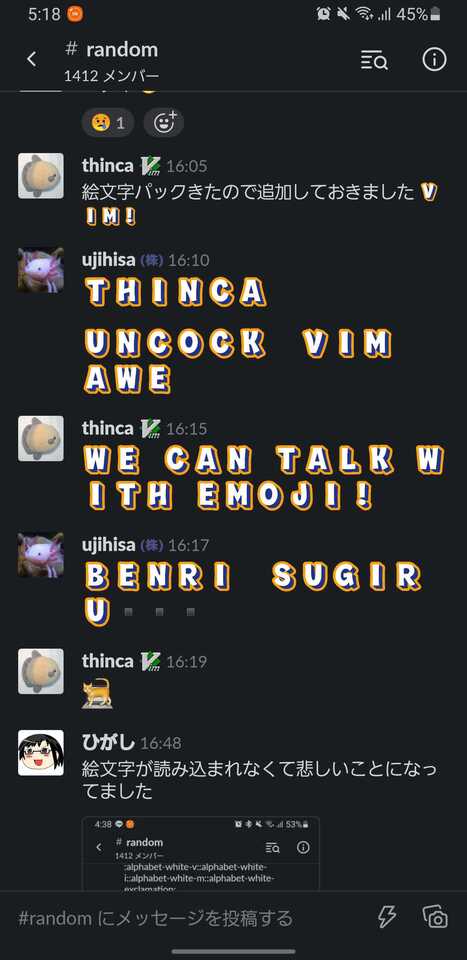 5:18
45%
# random
1412 メンバー
1
thinca Vim 16:05
絵文字パックきたので追加しておきました V
IM!
ujihisa (株) 16:10
THINCA
UNCOCK VIM
AWE
thinca Vim 16:15
WE CAN TALK W
ITH EMOJI!
ujihisa (株) 16:17
BENRI SUGIR
U
thinca Vim 16:19
ひがし 16:48
絵文字が読み込まれなくて悲しいことになっ
てました
4:38
53%
# random
1412 メンバー
:alphabet-white-v::alphabet-white-
i::alphabet-white-m::alphabet-white-
exclamation:
#random にメッセージを投稿する